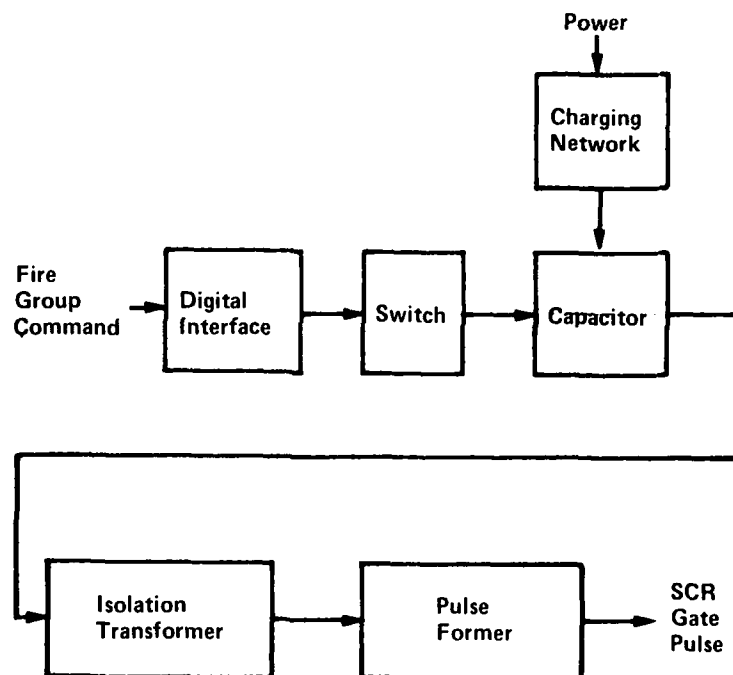 Power
Charging
Network
Fire
Group
Command
Digital
Interface
Switch
Capacitor
Isolation
Transformer
Pulse
Former
SCR
Gate
Pulse